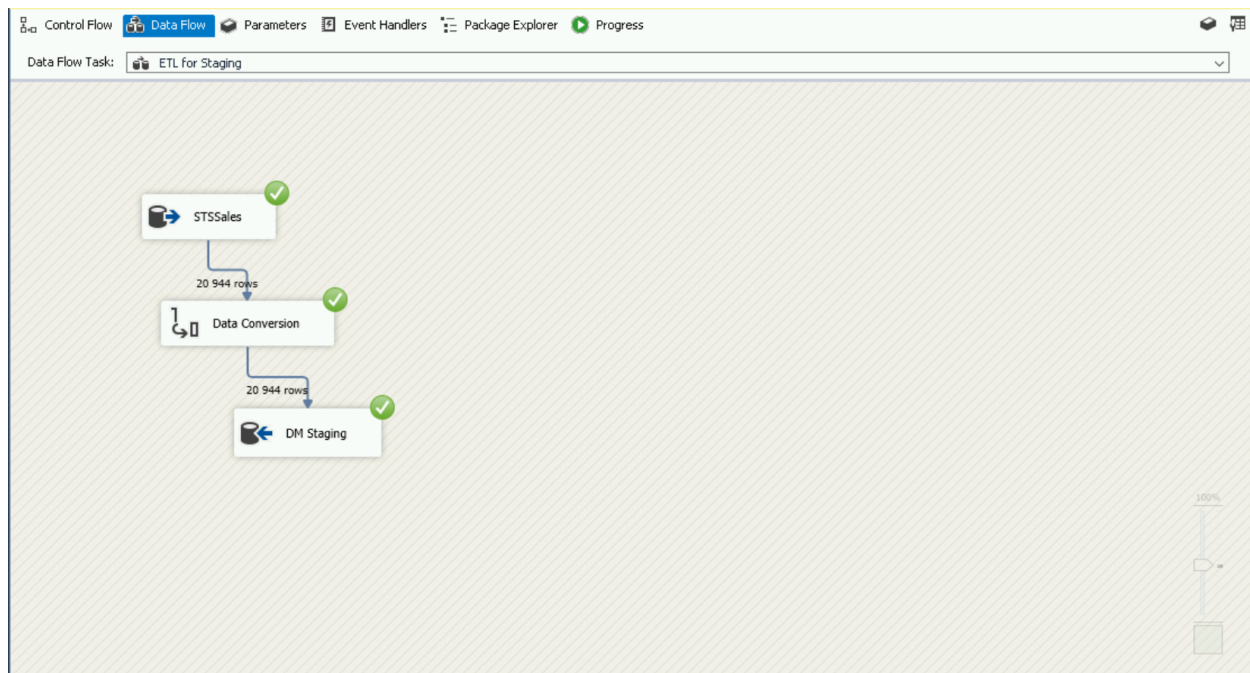 Control Flow Data Flow Parameters Event Handlers Package Explorer Progress
Data Flow Task: ETL for Staging
STSSales
20 944 rows
Data Conversion
20 944 rows
DM Staging
100%